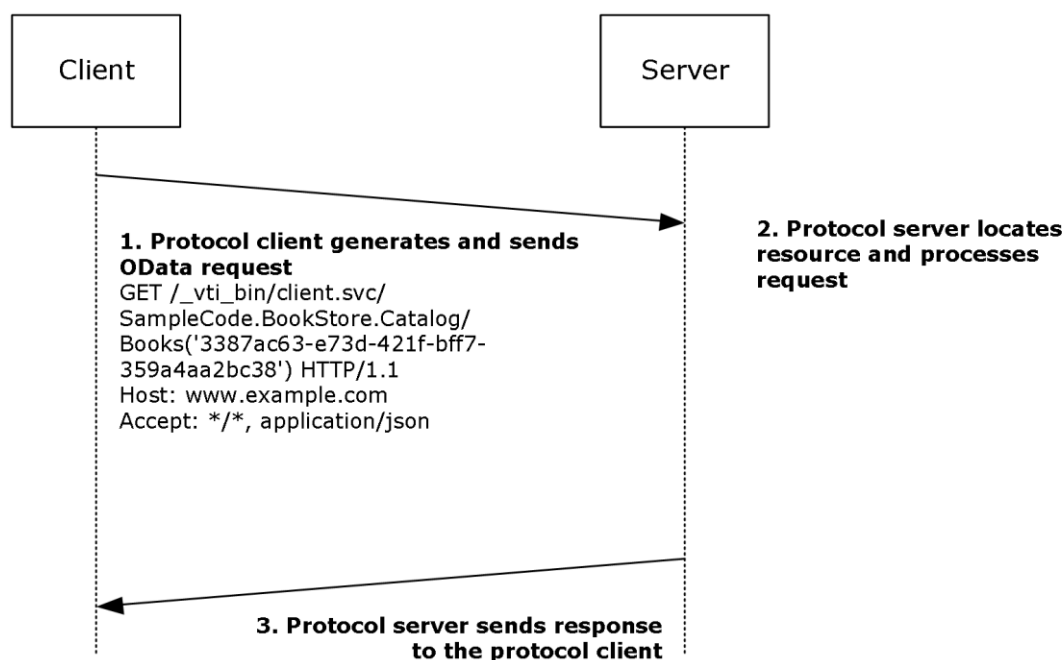 Client
Server
1. Protocol client generates and sends
OData request
GET /_vti_bin/client.svc/
SampleCode.BookStore.Catalog/
Books('3387ac63-e73d-421f-bff7-
359a4aa2bc38') HTTP/1.1
Host: www.example.com
Accept: */*, application/json
2. Protocol server locates
resource and processes
request
3. Protocol server sends response
to the protocol client